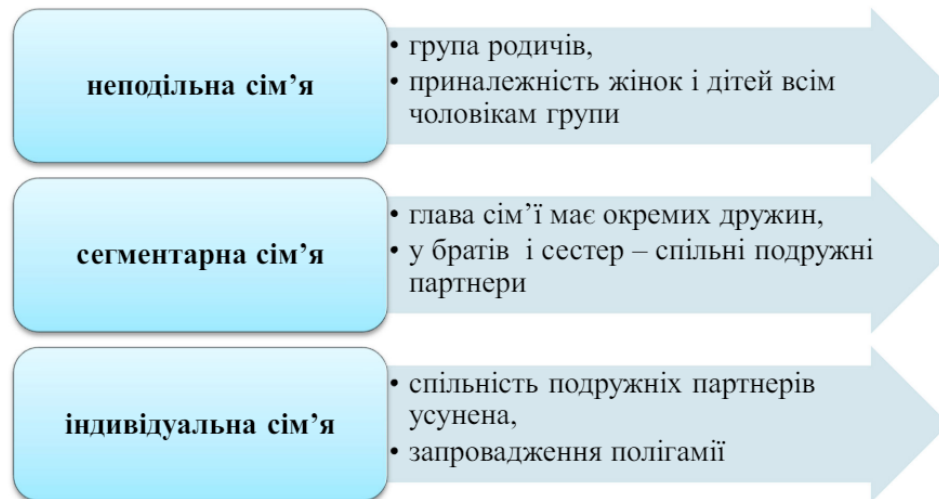 неподільна сім’я
• група родичів,
• приналежність жінок і дітей всім
чоловікам групи
сегментарна сім’я
• глава сім’ї має окремих дружин,
• у братів і сестер – спільні подружні
партнери
індивідуальна сім’я
• спільність подружніх партнерів
усунена,
• запровадження полігамії